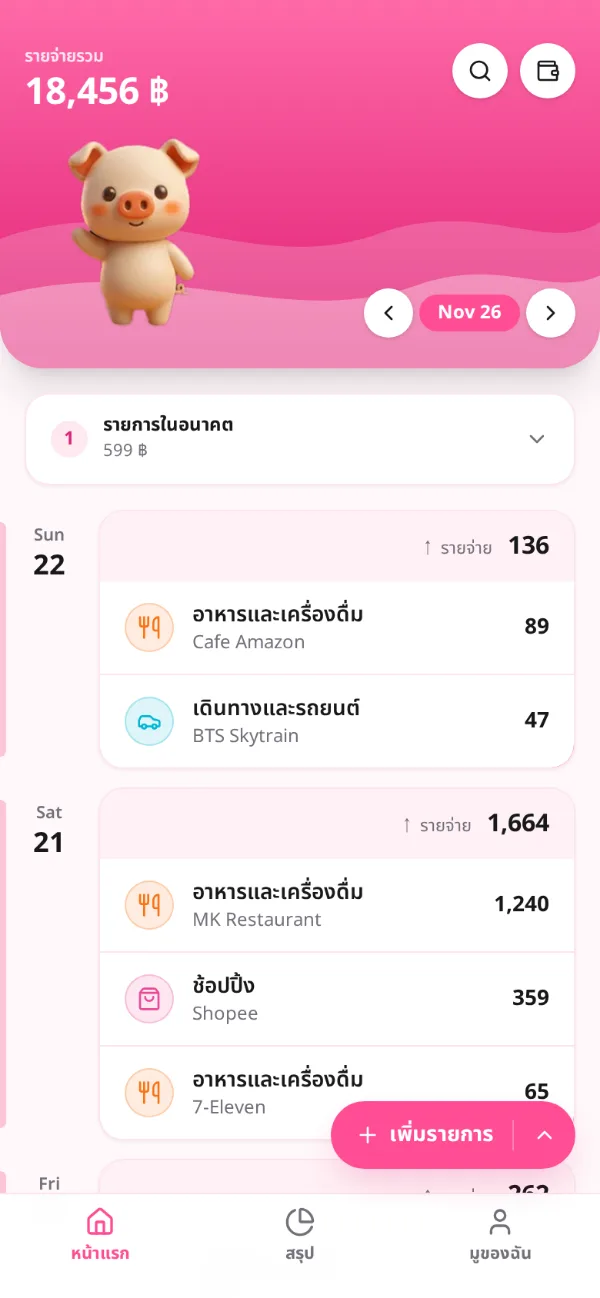 รายจ่ายรวม
18,456 ฿
Nov 26
1
รายการในอนาคต
599 ฿
Sun
22
↑ รายจ่าย 136
อาหารและเครื่องดื่ม
Cafe Amazon
89
เดินทางและรถยนต์
BTS Skytrain
47
Sat
21
↑ รายจ่าย 1,664
อาหารและเครื่องดื่ม
MK Restaurant
1,240
ช้อปปิ้ง
Shopee
359
อาหารและเครื่องดื่ม
7-Eleven
65
+ เพิ่มรายการ
Fri
หน้าแรก
สรุป
มูของฉัน